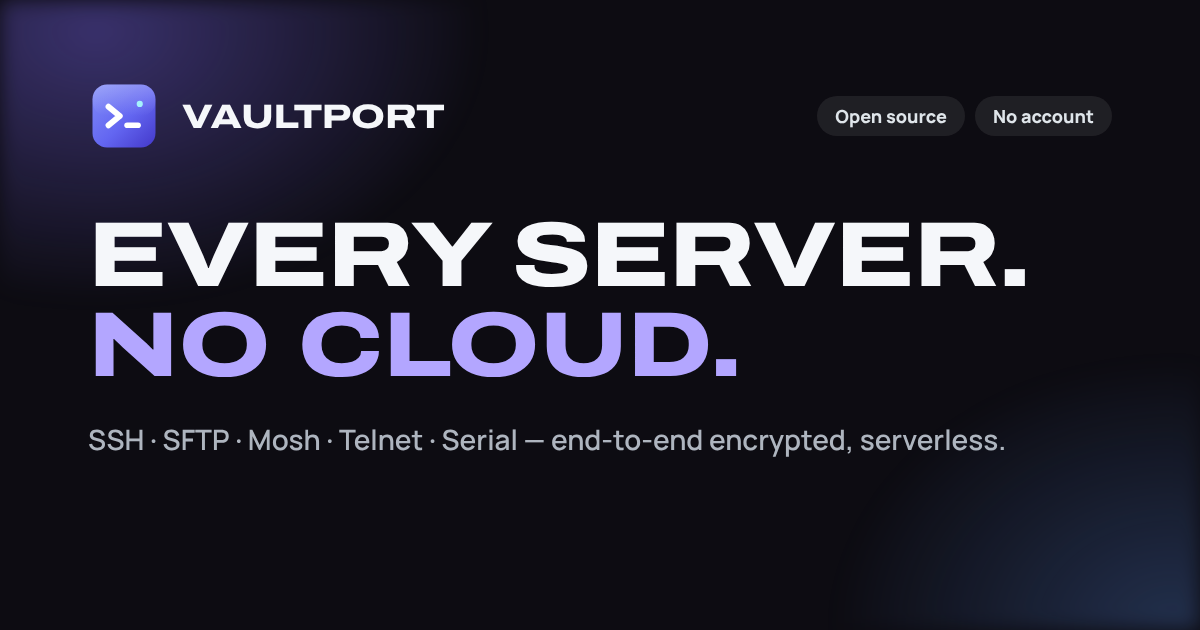 VAULTPORT
Open source
No account
EVERY SERVER.
NO CLOUD.
SSH · SFTP · Mosh · Telnet · Serial — end-to-end encrypted, serverless.